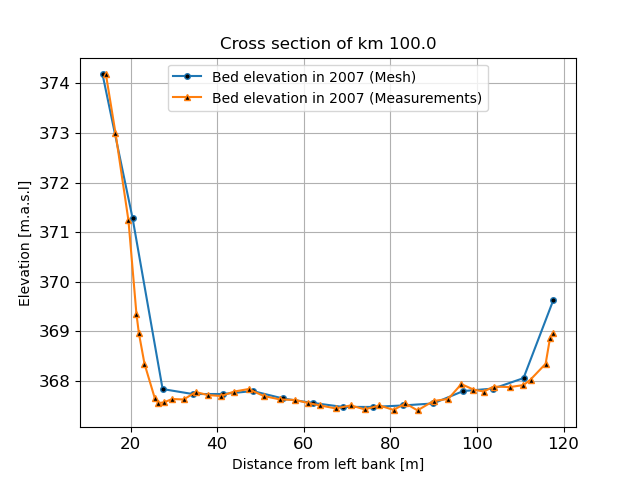 Cross section of km 100.0
Bed elevation in 2007 (Mesh)
Bed elevation in 2007 (Measurements)
Elevation [m.a.s.l]
374
373
372
371
370
369
368
20 40 60 80 100 120
Distance from left bank [m]